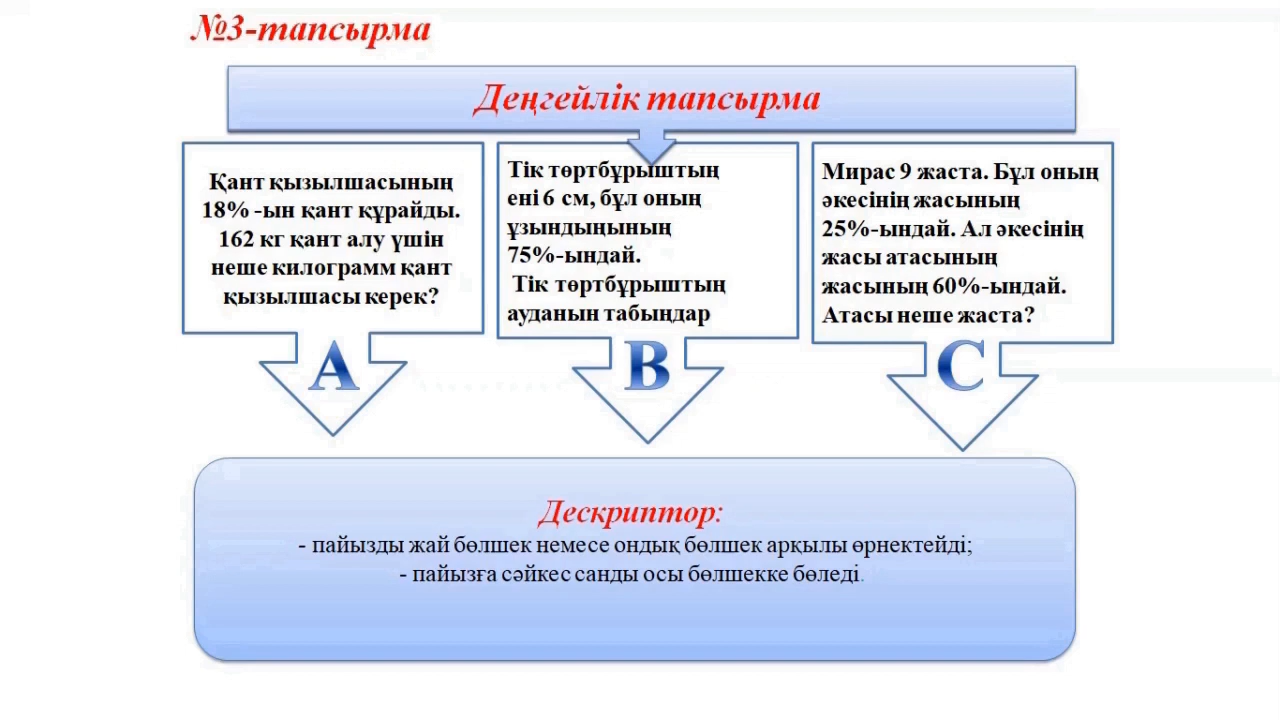 №3-тапсырма
Деңгейлік тапсырма
Қант қызылшасының
18% -ын қант құрайды.
162 кг қант алу үшін
неше килограмм қант
қызылшасы керек?
Тік төртбұрыштың
ені 6 см, бұл оның
ұзындыңының
75%-ындай.
Тік төртбұрыштың
ауданын табыңдар
Мирас 9 жаста. Бұл оның
әкесінің жасының
25%-ындай. Ал әкесінің
жасы атасының
жасының 60%-ындай.
Атасы неше жаста?
A
B
C
Дескриптор:
- пайызды жай бөлшек немесе ондық бөлшек арқылы өрнектейді;
- пайызға сәйкес санды осы бөлшекке бөледі.